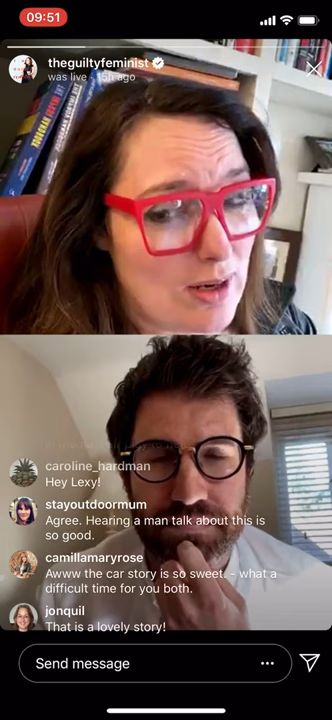 09:51
theguiltyfeminist
was live · 15h ago
caroline_hardman
Hey Lexy!
stayoutdoormum
Agree. Hearing a man talk about this is
so good.
camillamaryrose
Awww the car story is so sweet. - what a
difficult time for you both.
jonquil
That is a lovely story!
Send message